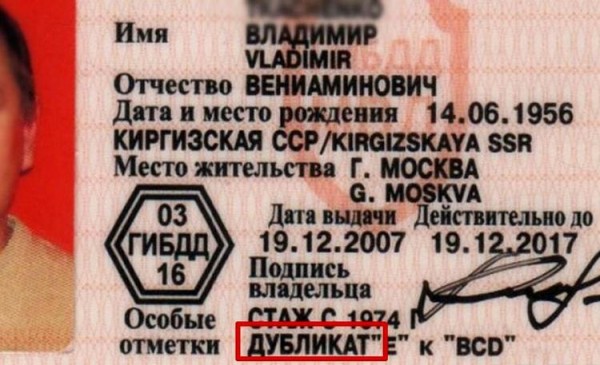 Имя ВЛАДИМИР
VLADIMIR
Отчество ВЕНИАМИНОВИЧ
Дата и место рождения 14.06.1956
КИРГИЗСКАЯ ССР/KIRGIZSKAYA SSR
Место жительства Г. МОСКВА
G. MOSKVA
03
ГИБДД
16
Дата выдачи Действительно до
19.12.2007 19.12.2017
Подпись
владельца
Особые СТАЖ С 1974 Г
отметки ДУБЛИКАТ"Е" к "BCD"